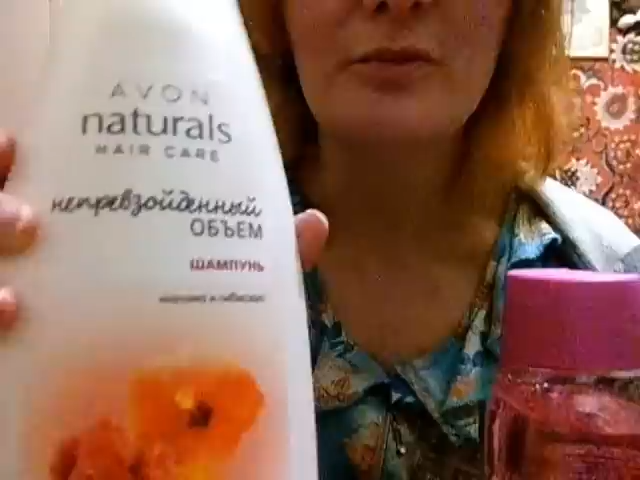 AVON
naturals
HAIR CARE
непревзойденный
ОБЪЕМ
ШАМПУНЬ